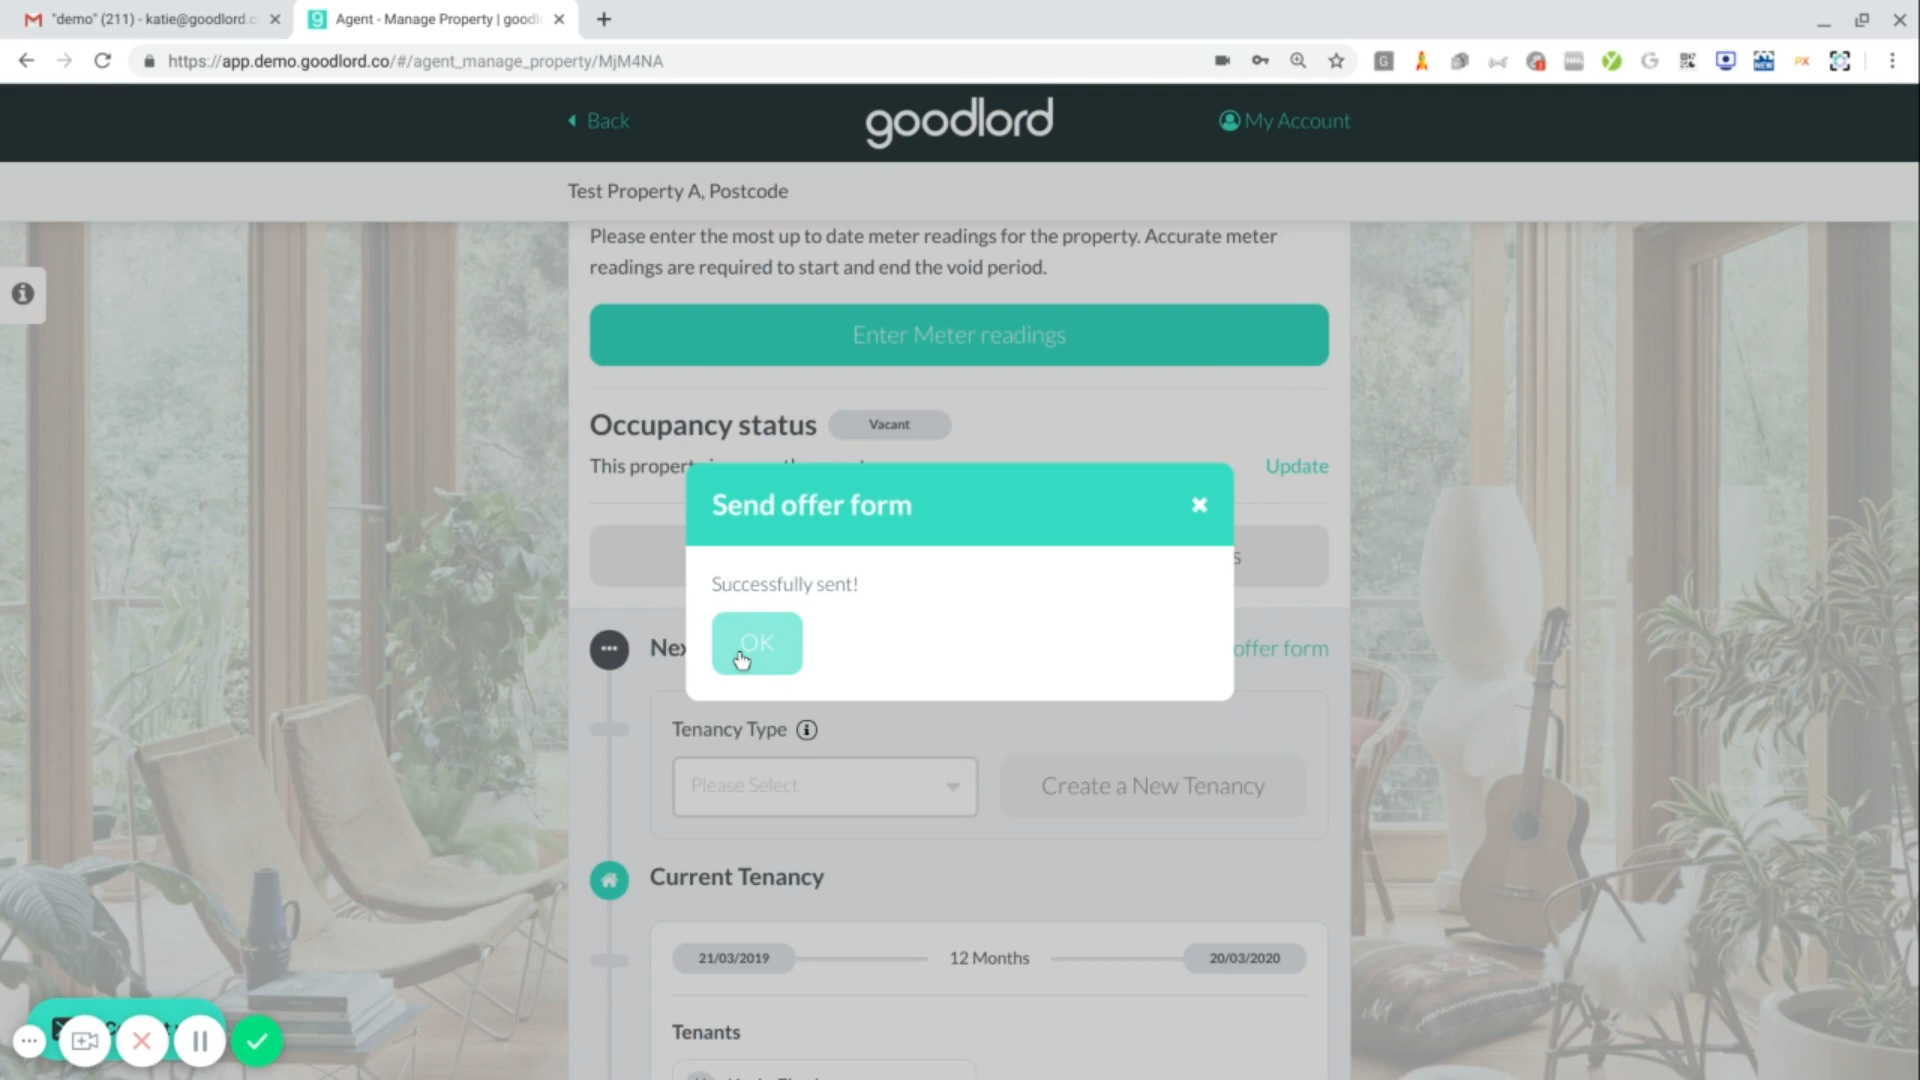 "demo" (211) - katie@goodlord.c
Agent - Manage Property | goodl
https://app.demo.goodlord.co/#/agent_manage_property/MjM4NA
Back
goodlord
My Account
Test Property A, Postcode
Please enter the most up to date meter readings for the property. Accurate meter
readings are required to start and end the void period.
Enter Meter readings
Occupancy status
Vacant
This propert
Update
Send offer form
Successfully sent!
OK
s
Nex
offer form
Tenancy Type
Please Select
Create a New Tenancy
Current Tenancy
21/03/2019
12 Months
20/03/2020
Tenants